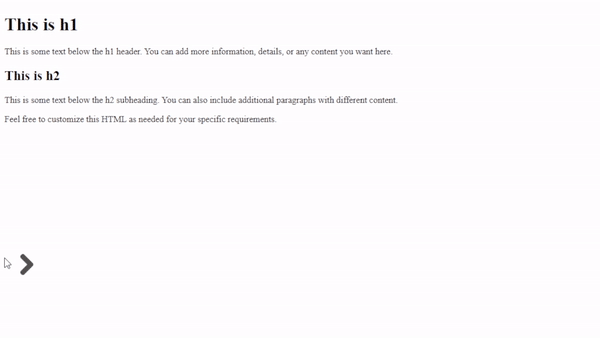 This is h1
This is some text below the h1 header. You can add more information, details, or any content you want here.
This is h2
This is some text below the h2 subheading. You can also include additional paragraphs with different content.
Feel free to customize this HTML as needed for your specific requirements.